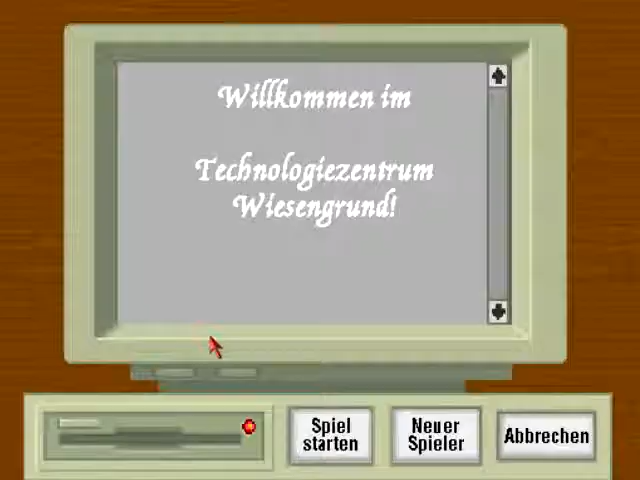 Willkommen im
Technologiezentrum
Wiesengrund!
Spiel
starten
Neuer
Spieler
Abbrechen